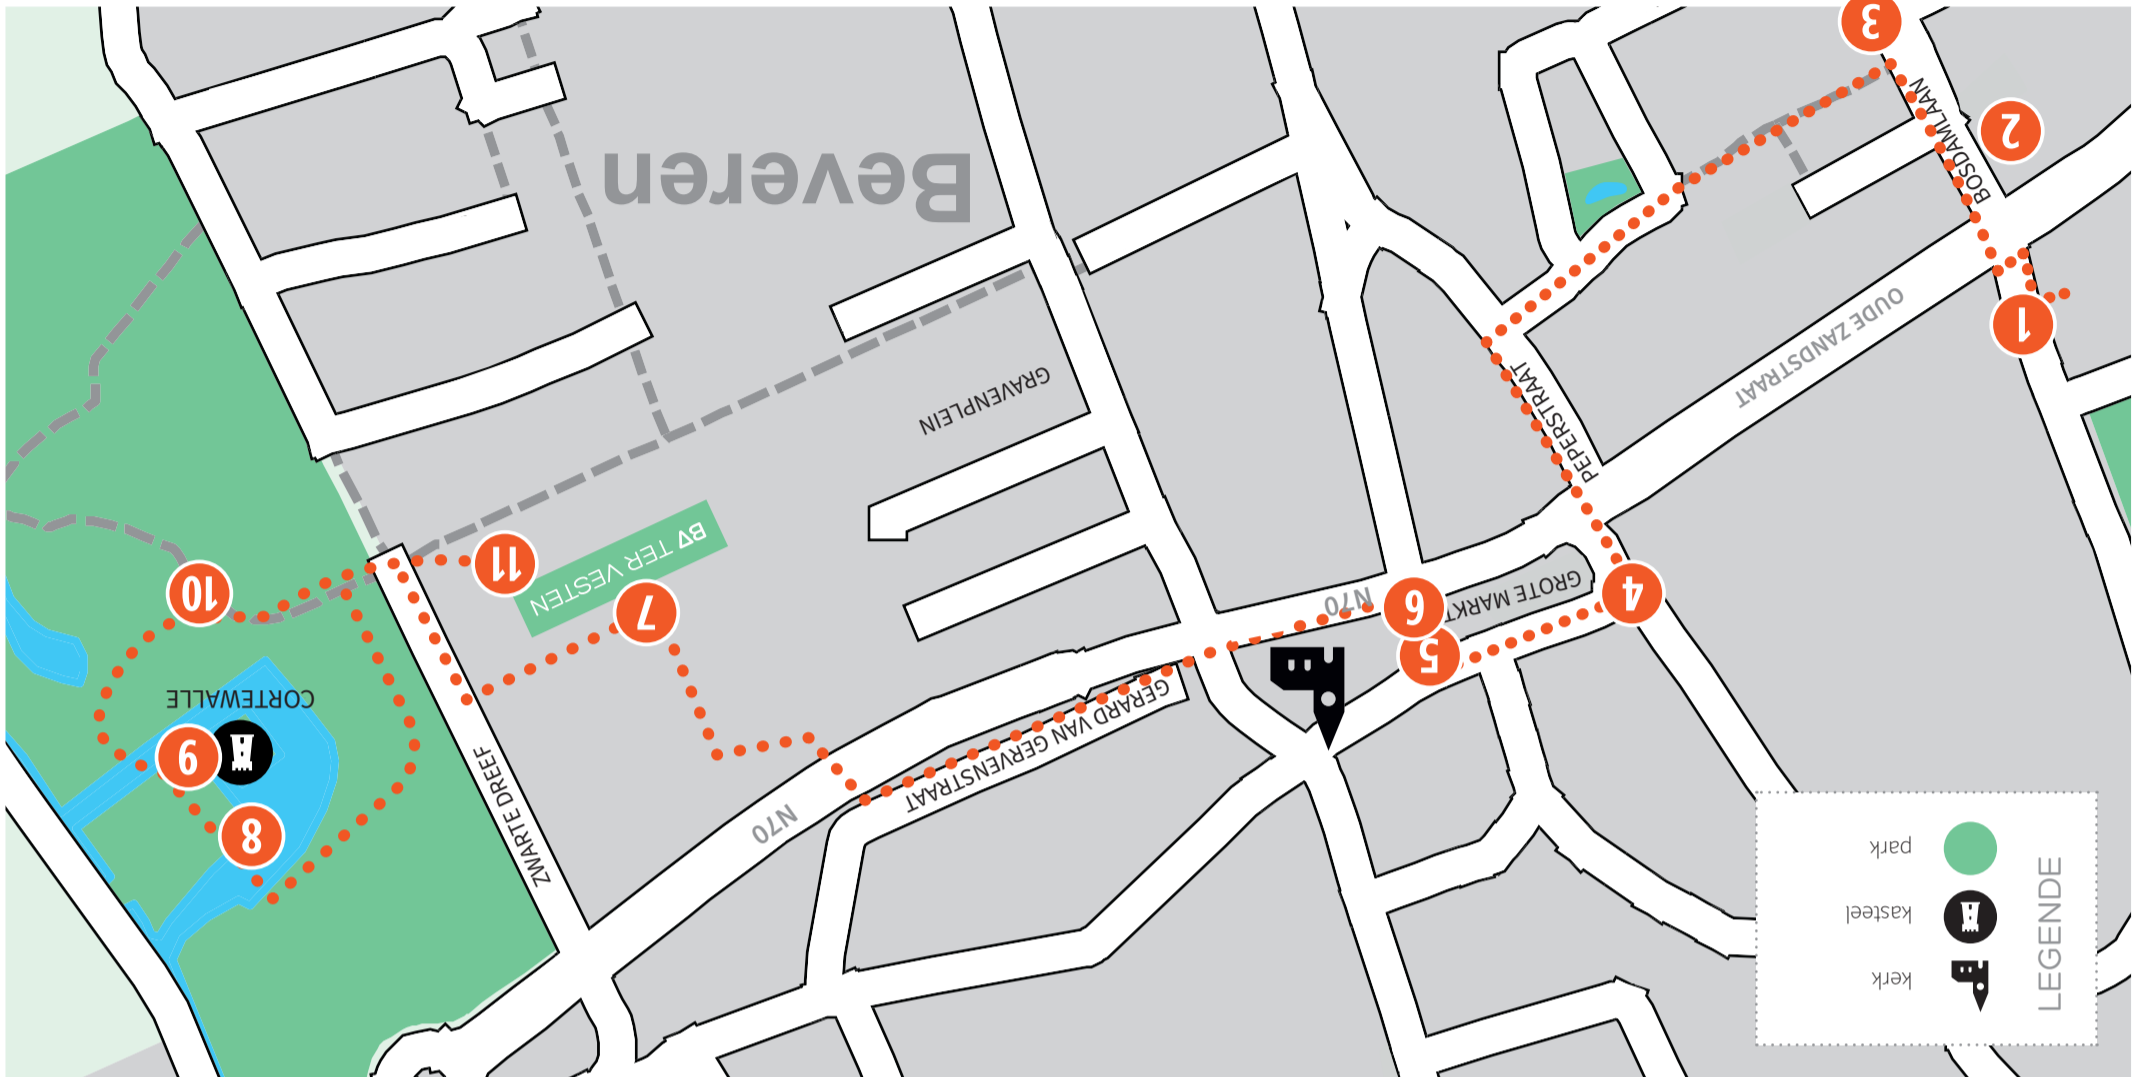 LEGENDE
kerk
kasteel
park
8
N70
ZWARTE DREEF
9
GERARD VAN GERVENSTRAAT
CORTEWALLE
5
7
6
4
GROTE MARKT
N70
10
11
BV TER VESTEN
PEPERSTRAAT
GRAVENPLEIN
OUDE ZANDSTRAAT
1
Beveren
BOSDAMLAAN
2
3